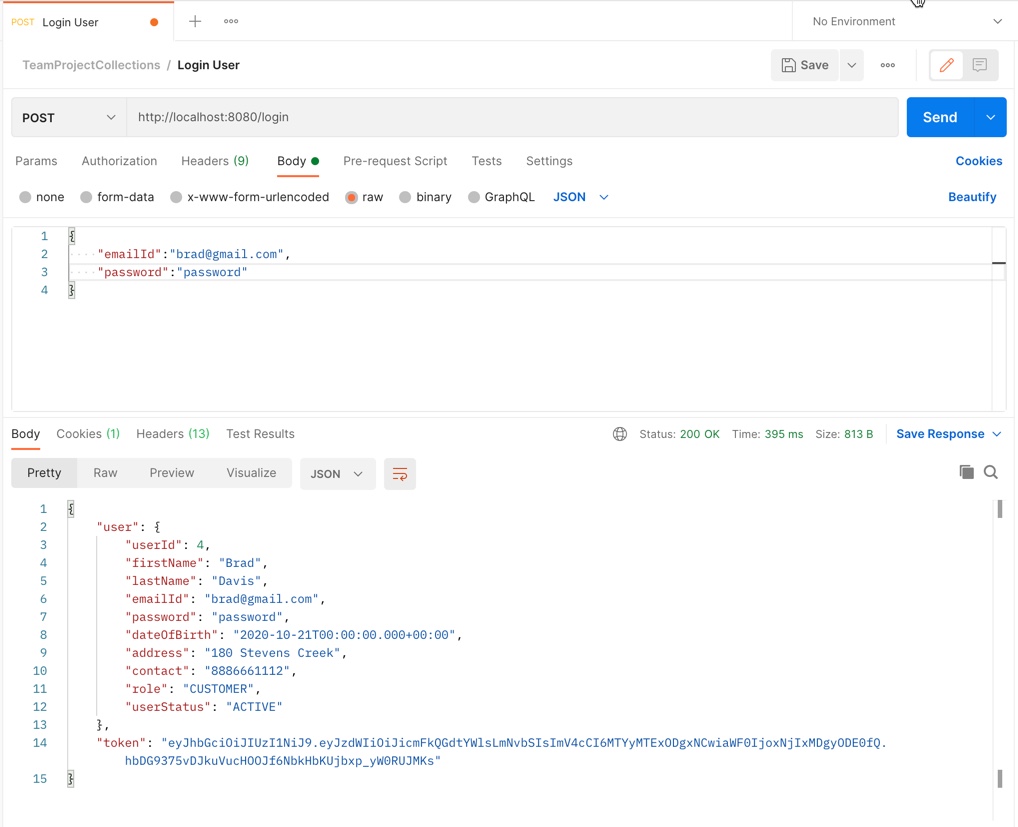 POST Login User
No Environment
TeamProjectCollections / Login User
Save
POST http://localhost:8080/login Send
Params Authorization Headers (9) Body Pre-request Script Tests Settings Cookies
none form-data x-www-form-urlencoded raw binary GraphQL JSON Beautify
1 {
2 "emailId":"brad@gmail.com",
3 "password":"password"
4 }
Body Cookies (1) Headers (13) Test Results Status: 200 OK Time: 395 ms Size: 813 B Save Response
Pretty Raw Preview Visualize JSON
1 {
2 "user": {
3 "userId": 4,
4 "firstName": "Brad",
5 "lastName": "Davis",
6 "emailId": "brad@gmail.com",
7 "password": "password",
8 "dateOfBirth": "2020-10-21T00:00:00.000+00:00",
9 "address": "180 Stevens Creek",
10 "contact": "8886661112",
11 "role": "CUSTOMER",
12 "userStatus": "ACTIVE"
13 },
14 "token": "eyJhbGciOiJIUzI1NiJ9.eyJzdWIiOiJicmFkQGdtYWlsLmNvbSIsImV4cCI6MTYyMTExODgxNCwiaWF0IjoxNjIxMDgyODE0fQ.
hbDG9375vDJkuVucHOOJf6NbkHbKUjbxp_yW0RUJMKs"
15 }